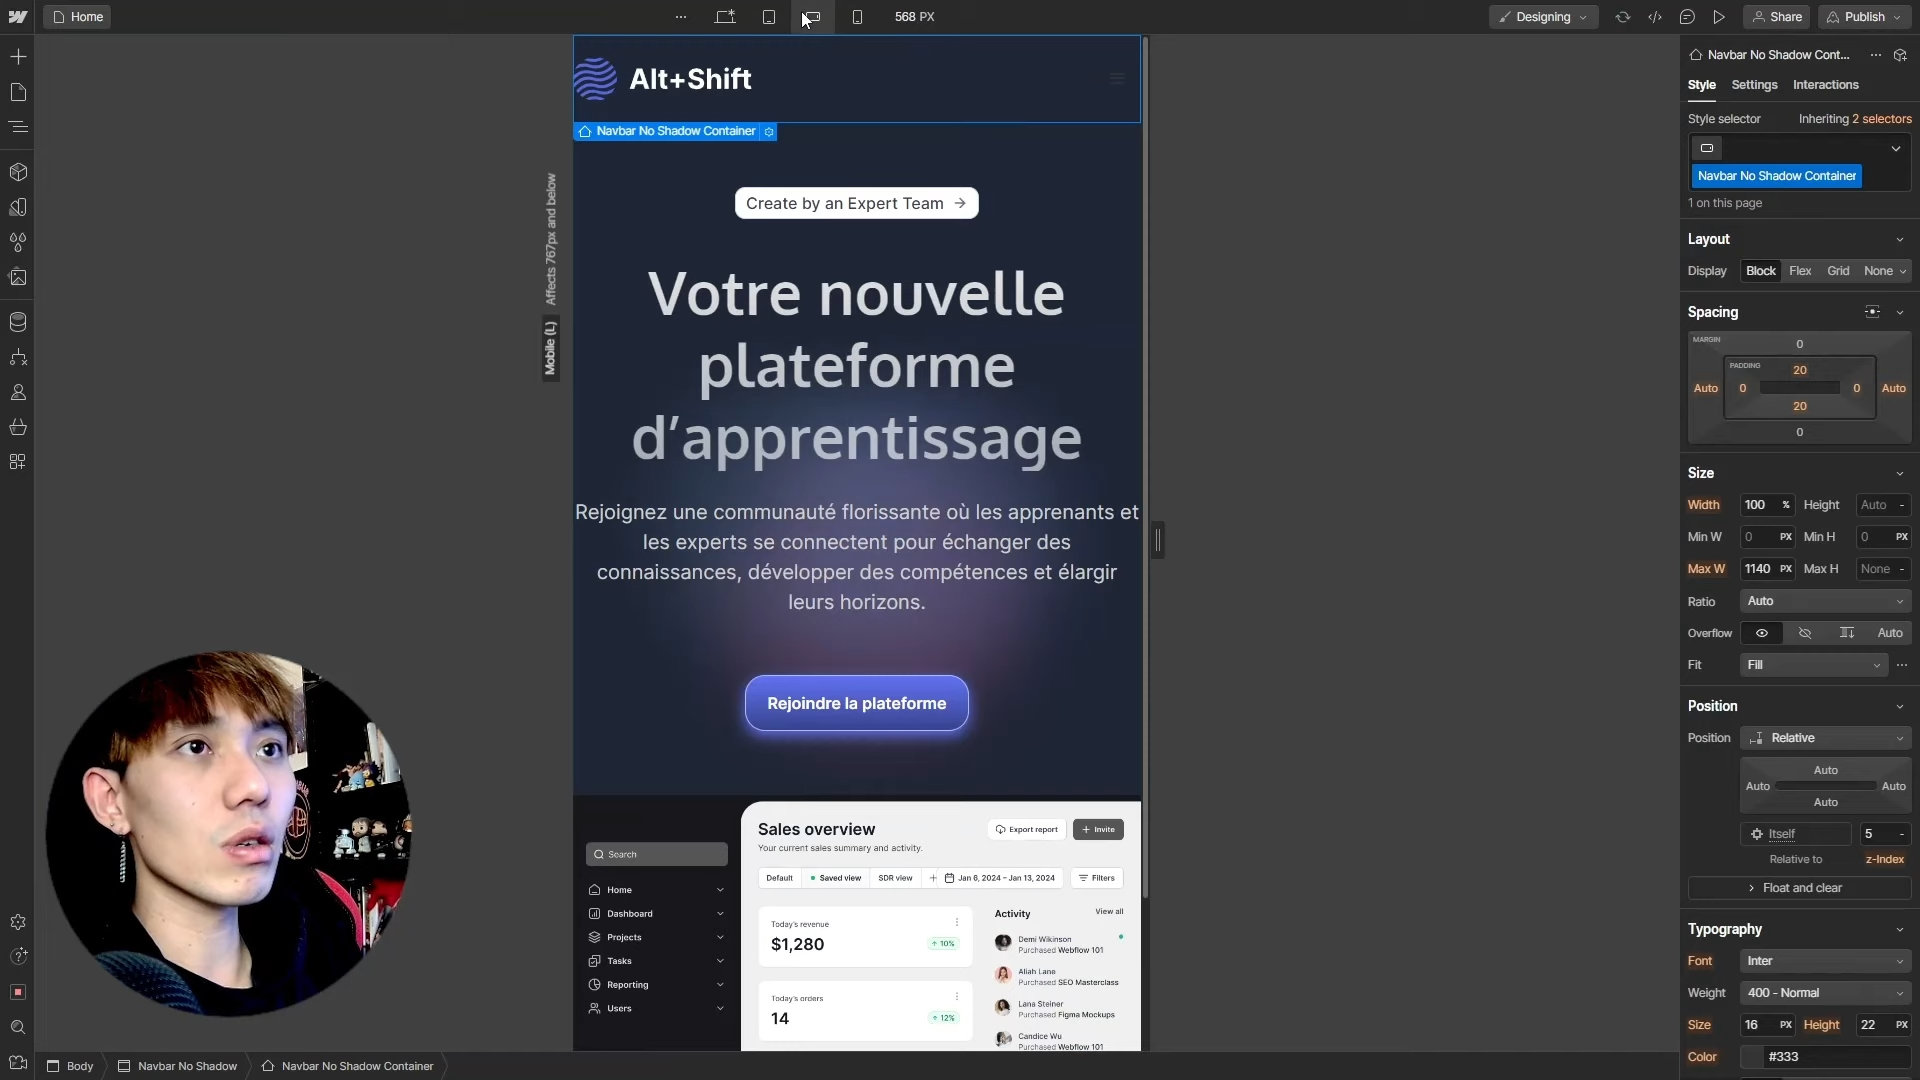 Home
568 PX
Designing
Share
Publish
Alt+Shift
Navbar No Shadow Container
Affects 767px and below
Mobile (L)
Create by an Expert Team →
Votre nouvelle
plateforme
d’apprentissage
Rejoignez une communauté florissante où les apprenants et
les experts se connectent pour échanger des
connaissances, développer des compétences et élargir
leurs horizons.
Rejoindre la plateforme
Search
Home
Dashboard
Projects
Tasks
Reporting
Users
Sales overview
Your current sales summary and activity.
Export report
+ Invite
Default
Saved view
SDR view
+
Jan 6, 2024 – Jan 13, 2024
Filters
Today's revenue
$1,280
↑ 10%
Today's orders
14
↑ 12%
Activity
View all
Demi Wilkinson
Purchased Webflow 101
Aliah Lane
Purchased SEO Masterclass
Lana Steiner
Purchased Figma Mockups
Candice Wu
Purchased Webflow 101
Navbar No Shadow Cont...
Style
Settings
Interactions
Style selector
Inheriting 2 selectors
Navbar No Shadow Container
1 on this page
Layout
Display
Block
Flex
Grid
None
Spacing
MARGIN
0
PADDING
20
Auto
0
0
Auto
20
0
Size
Width
100 %
Height
Auto -
Min W
0 PX
Min H
0 PX
Max W
1140 PX
Max H
None -
Ratio
Auto
Overflow
Auto
Fit
Fill
Position
Position
Relative
Auto
Auto
Auto
Auto
Itself
5 -
Relative to
z-Index
Float and clear
Typography
Font
Inter
Weight
400 - Normal
Size
16 PX
Height
22 PX
Color
#333
Body
Navbar No Shadow
Navbar No Shadow Container